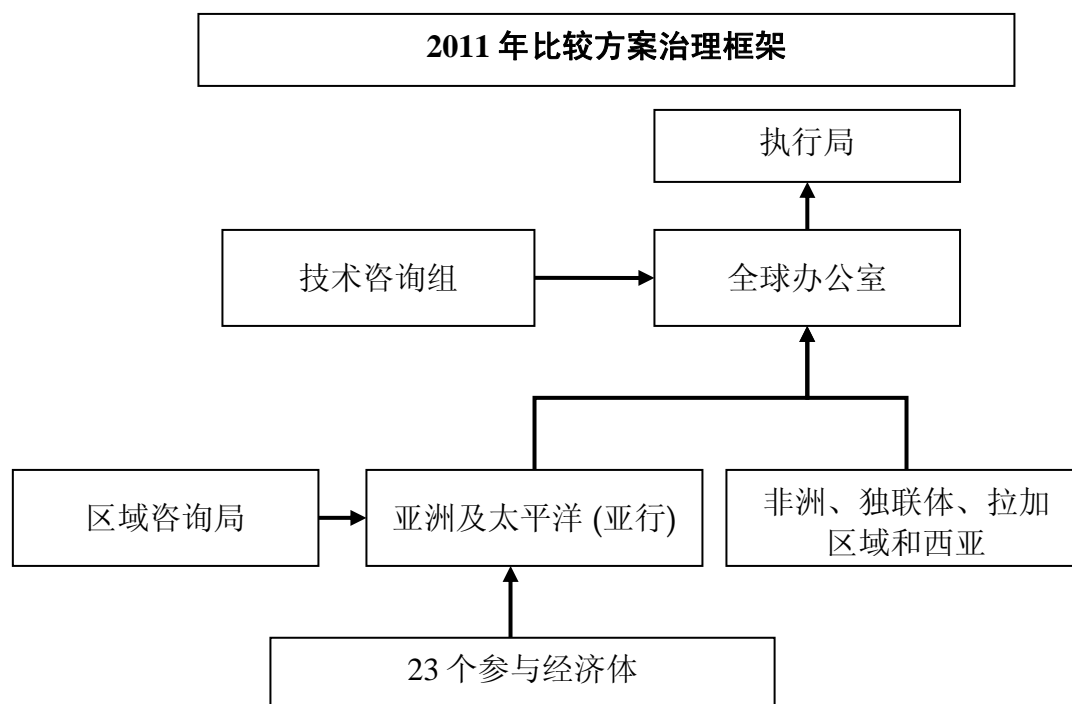 2011 年比较方案治理框架
执行局
技术咨询组
全球办公室
区域咨询局
亚洲及太平洋 (亚行)
非洲、独联体、拉加
区域和西亚
23 个参与经济体